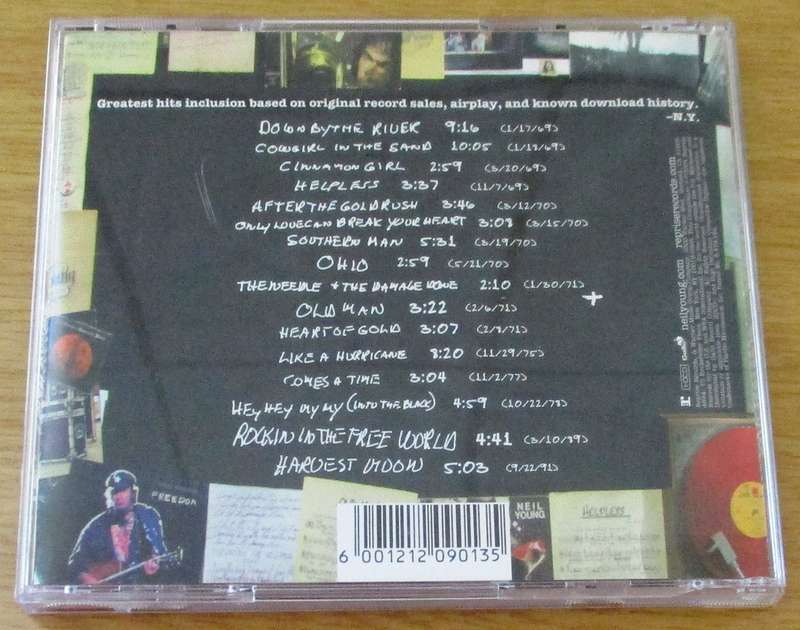 Greatest hits inclusion based on original record sales, airplay, and known download history.
–N.Y.
DOWN BY THE RIVER 9:16 (1/17/69)
COWGIRL IN THE SAND 10:05 (1/18/69)
CINNAMON GIRL 2:59 (3/20/69)
HELPLESS 3:37 (11/7/69)
AFTER THE GOLDRUSH 3:46 (3/12/70)
ONLY LOVE CAN BREAK YOUR HEART 3:08 (3/15/70)
SOUTHERN MAN 5:31 (3/19/70)
OHIO 2:59 (5/21/70)
THE NEEDLE + THE DAMAGE DONE 2:10 (1/30/71)
OLD MAN 3:22 (2/6/71)
HEART OF GOLD 3:07 (2/8/71)
LIKE A HURRICANE 8:20 (11/29/75)
COMES A TIME 3:04 (11/2/77)
HEY HEY MY MY (INTO THE BLACK) 4:59 (10/22/78)
ROCKIN IN THE FREE WORLD 4:41 (3/10/89)
HARVEST MOON 5:03 (9/22/91)
neilyoung.com repriserecords.com
FREEDOM
NEIL
YOUNG
HELPLESS
6 001212 090135